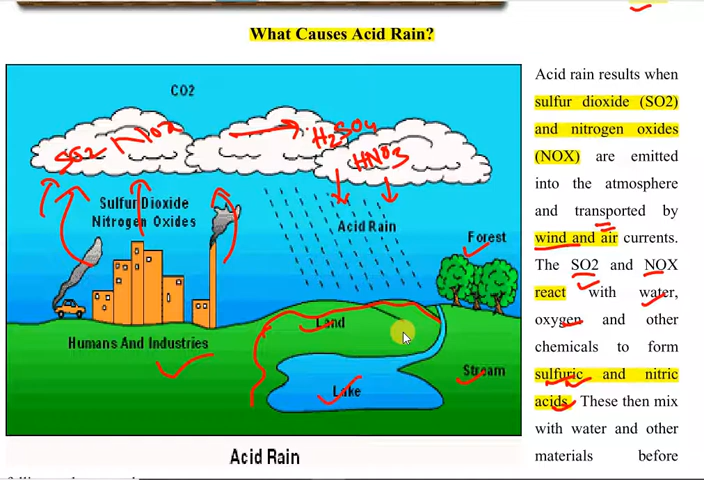 What Causes Acid Rain?
CO2
SO2 NOX
H2SO4
HNO3
Sulfur Dioxide
Nitrogen Oxides
Acid Rain
Forest
Land
Humans And Industries
Stream
Lake
Acid Rain
Acid rain results when
sulfur dioxide (SO2)
and nitrogen oxides
(NOX) are emitted
into the atmosphere
and transported by
wind and air currents.
The SO2 and NOX
react with water,
oxygen and other
chemicals to form
sulfuric and nitric
acids. These then mix
with water and other
materials before